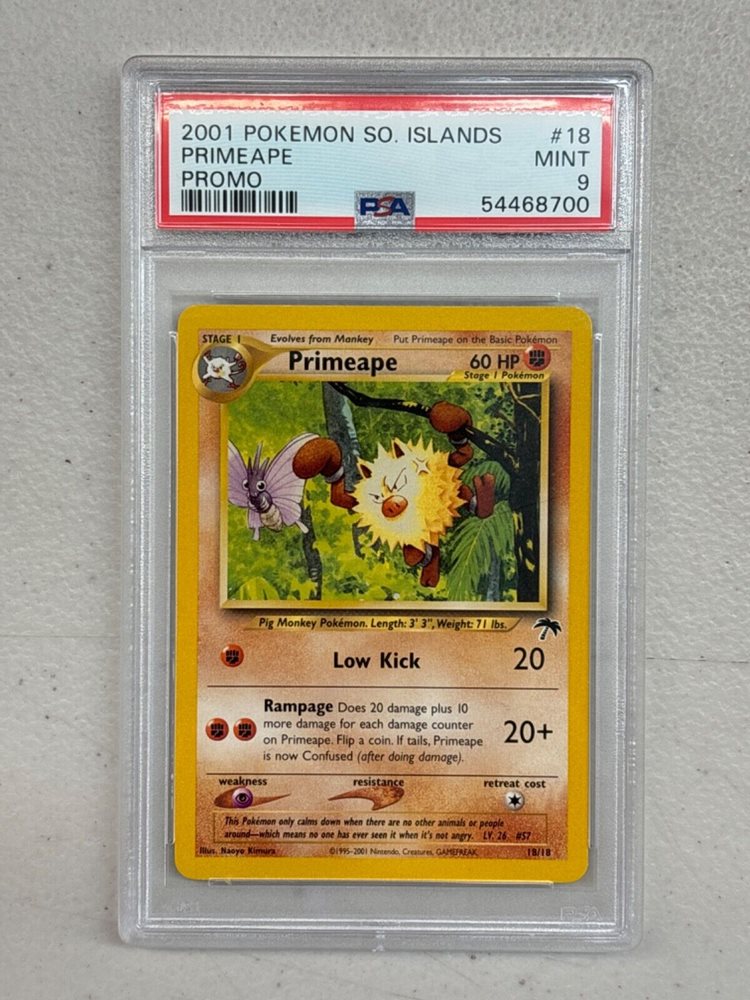 2001 POKEMON SO. ISLANDS #18
PRIMEAPE MINT
PROMO 9
PSA 54468700
STAGE 1 Evolves from Mankey Put Primeape on the Basic Pokémon
Primeape 60 HP
Stage 1 Pokémon
Pig Monkey Pokémon. Length: 3' 3", Weight: 71 lbs.
Low Kick 20
Rampage Does 20 damage plus 10
more damage for each damage counter
on Primeape. Flip a coin. If tails, Primeape
is now Confused (after doing damage).
20+
weakness resistance retreat cost
This Pokémon only calms down when there are no other animals or people
around—which means no one has ever seen it when it's not angry. LV. 26 #57
Illus. Naoyo Kimura ©1995-2001 Nintendo, Creatures, GAMEFREAK. 18/18
PSA